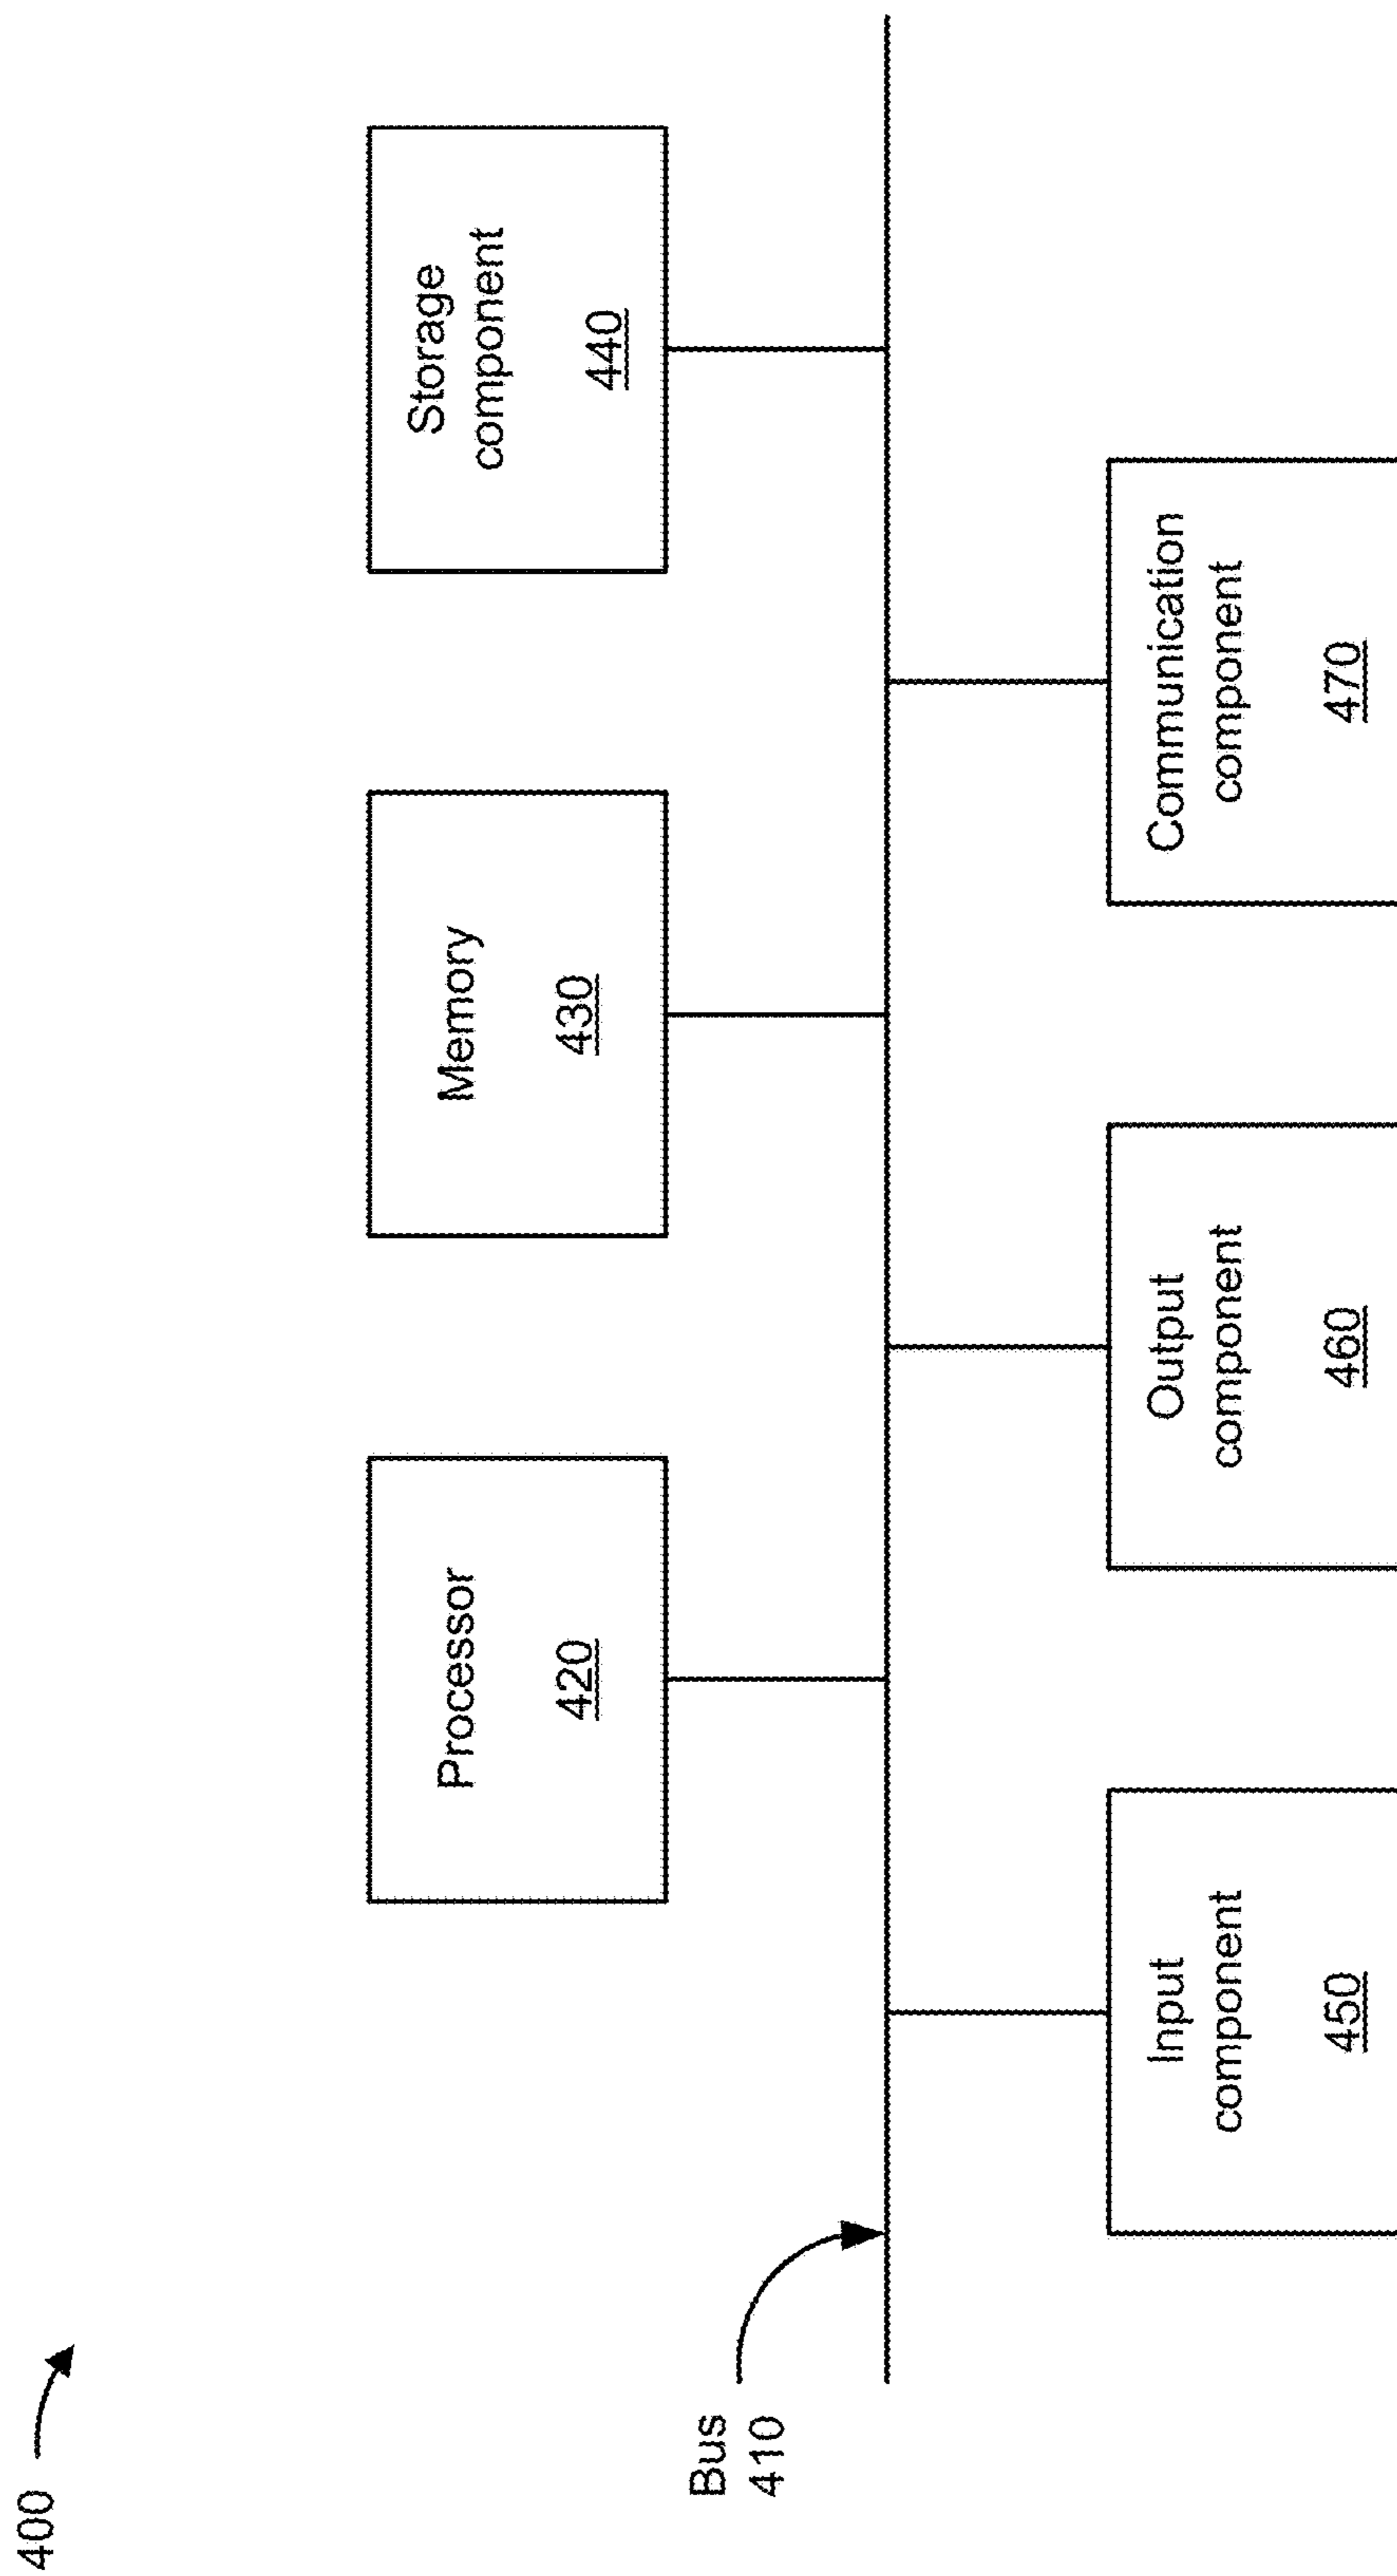 400
Bus
410
Processor
420
Memory
430
Storage
component
440
Input
component
450
Output
component
460
Communication
component
470